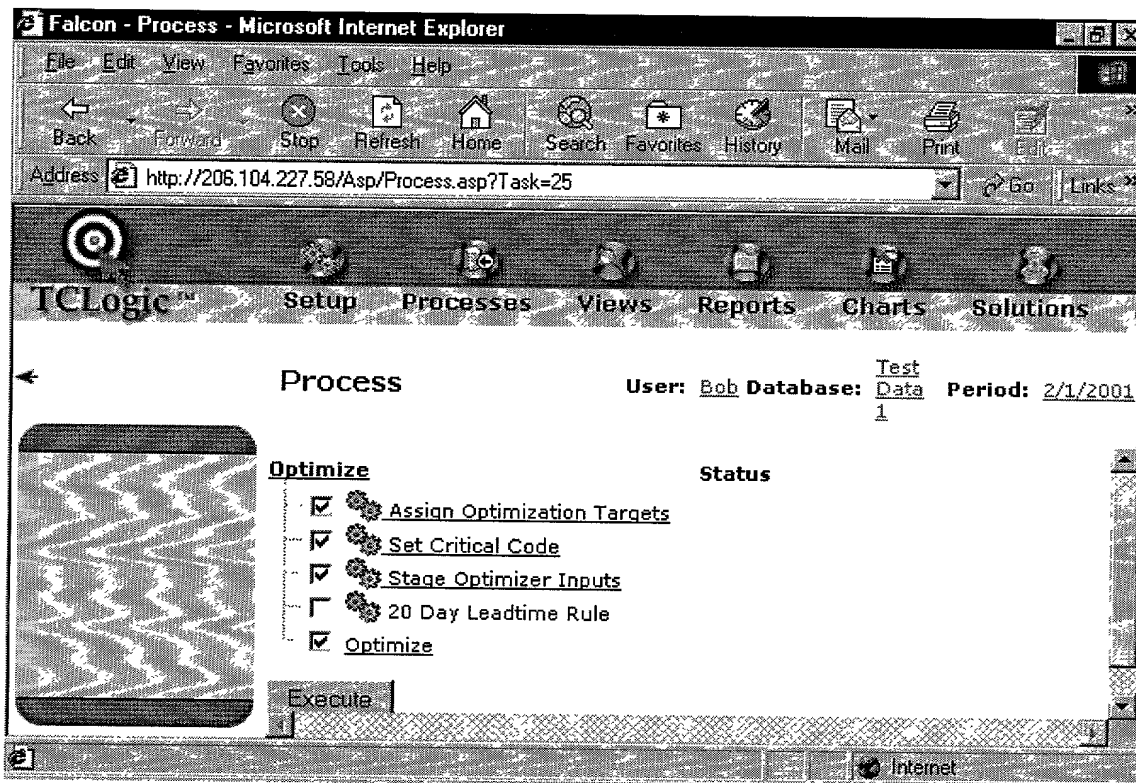 Falcon - Process - Microsoft Internet Explorer
File Edit View Favorites Tools Help
Back Forward Stop Refresh Home Search Favorites History Mail Print Edit
Address http://206.104.227.58/Asp/Process.asp?Task=25 Go Links »
TCLogic™ Setup Processes Views Reports Charts Solutions
Process User: Bob Database: Test Data 1 Period: 2/1/2001
Optimize Status
Assign Optimization Targets
Set Critical Code
Stage Optimizer Inputs
20 Day Leadtime Rule
Optimize
Execute
Internet